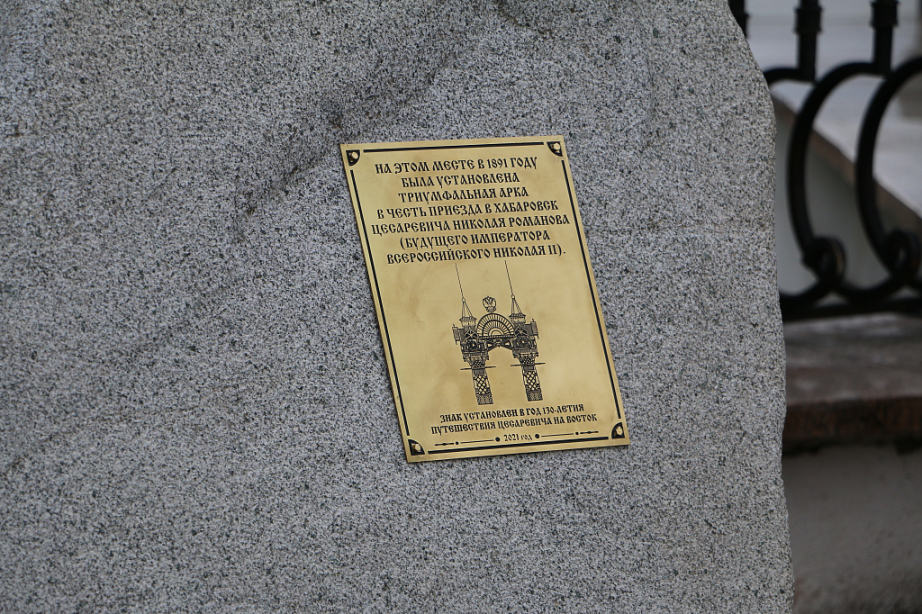 НА ЭТОМ МЕСТЕ В 1891 ГОДУ
БЫЛА УСТАНОВЛЕНА
ТРИУМФАЛЬНАЯ АРКА
В ЧЕСТЬ ПРИЕЗДА В ХАБАРОВСК
ЦЕСАРЕВИЧА НИКОЛАЯ РОМАНОВА
(БУДУЩЕГО ИМПЕРАТОРА
ВСЕРОССИЙСКОГО НИКОЛАЯ II).
ЗНАК УСТАНОВЛЕН В ГОД 130-ЛЕТИЯ
ПУТЕШЕСТВИЯ ЦЕСАРЕВИЧА НА ВОСТОК
2021 год